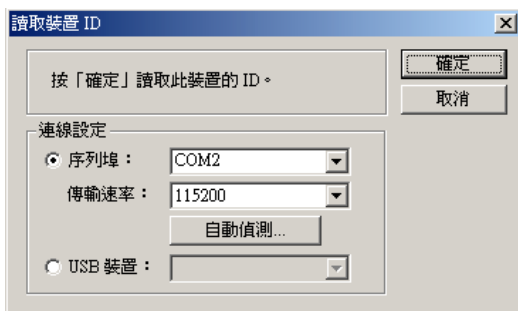 讀取裝置 ID
按「確定」讀取此裝置的 ID。
確定
取消
連線設定
序列埠： COM2
傳輸速率： 115200
自動偵測...
USB 裝置：